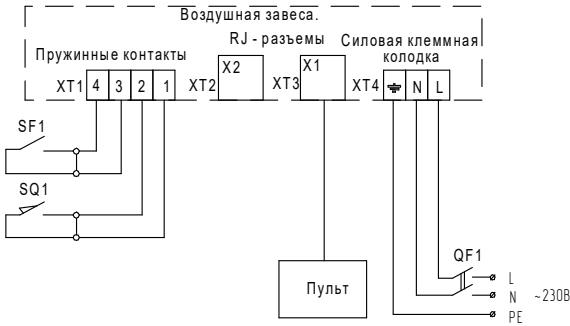 Воздушная завеса.
RJ - разъемы
Силовая клеммная
колодка
Пружинные контакты
XT1 4 3 2 1
XT2 X2
XT3 X1
XT4 N L
SF1
SQ1
Пульт
QF1
L
N ~230В
PE